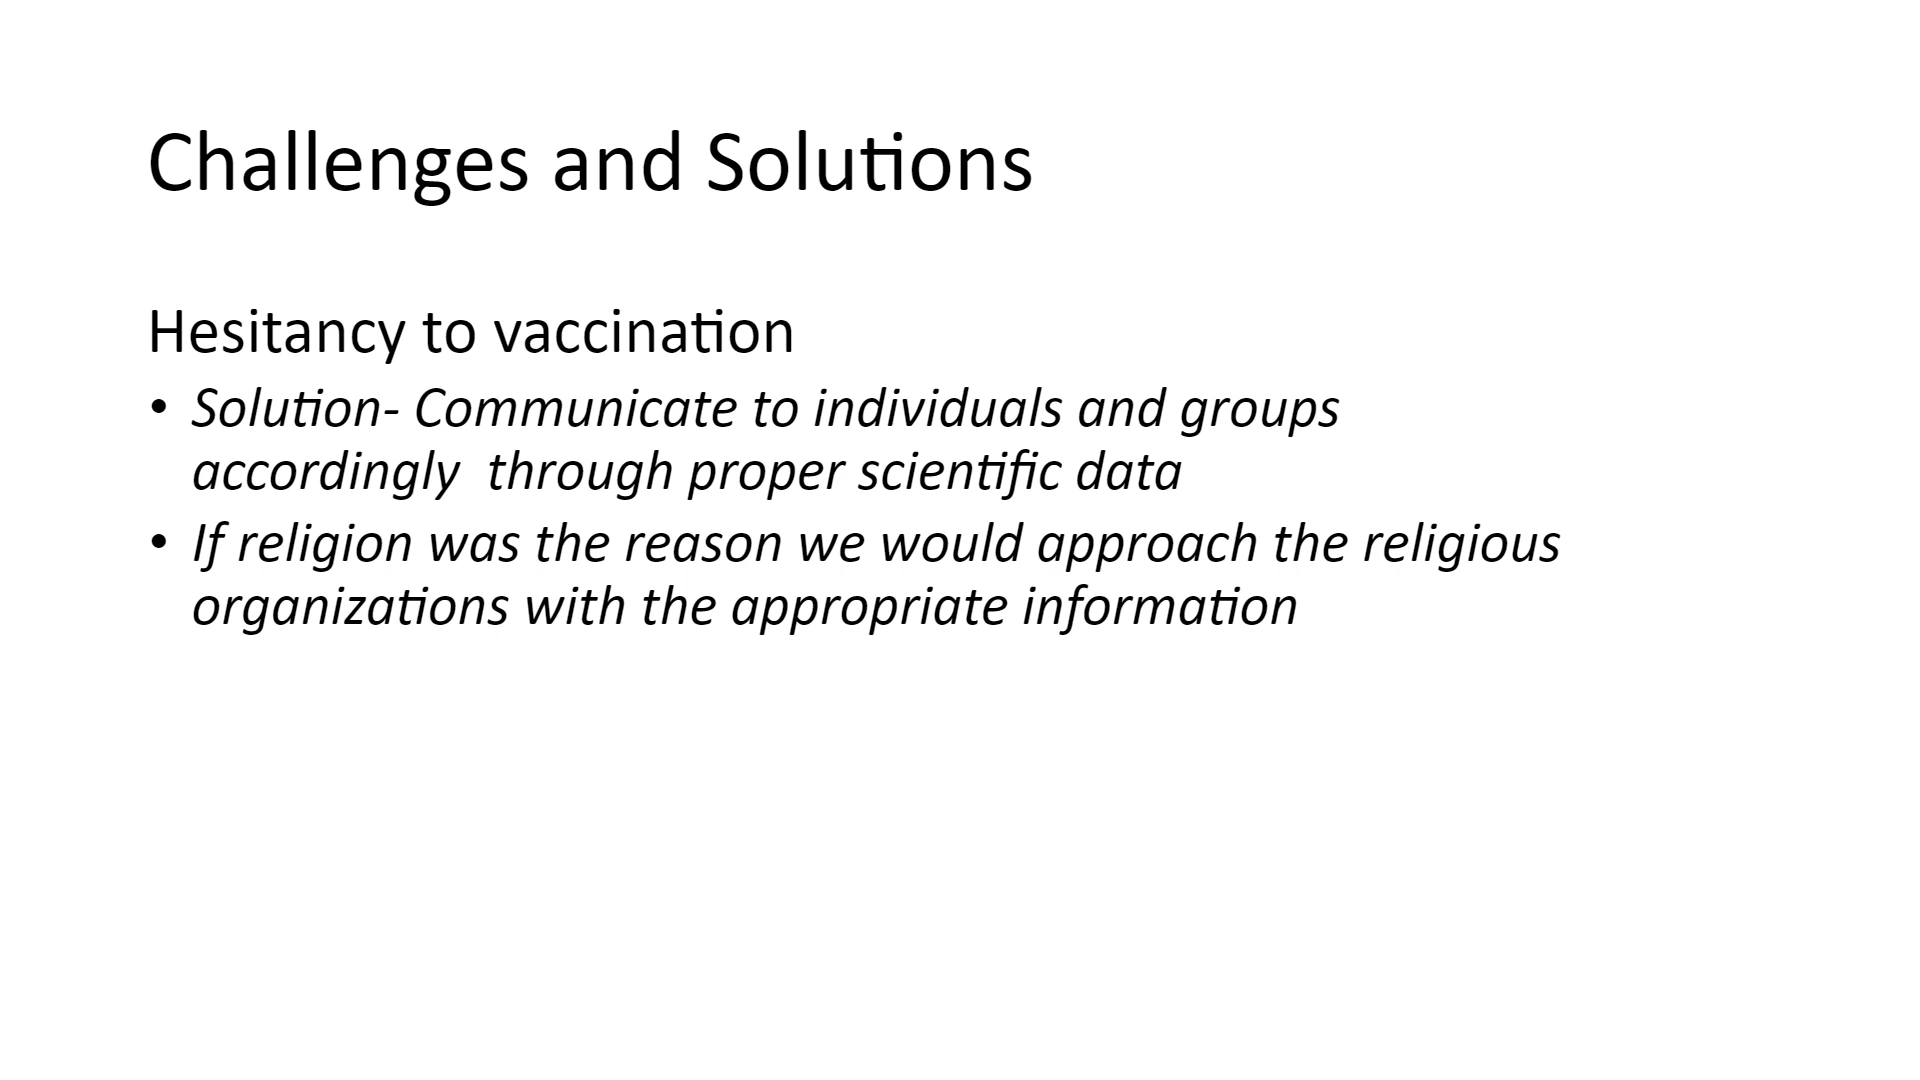 Challenges and Solutions
Hesitancy to vaccination
• Solution- Communicate to individuals and groups
accordingly  through proper scientific data
• If religion was the reason we would approach the religious
organizations with the appropriate information